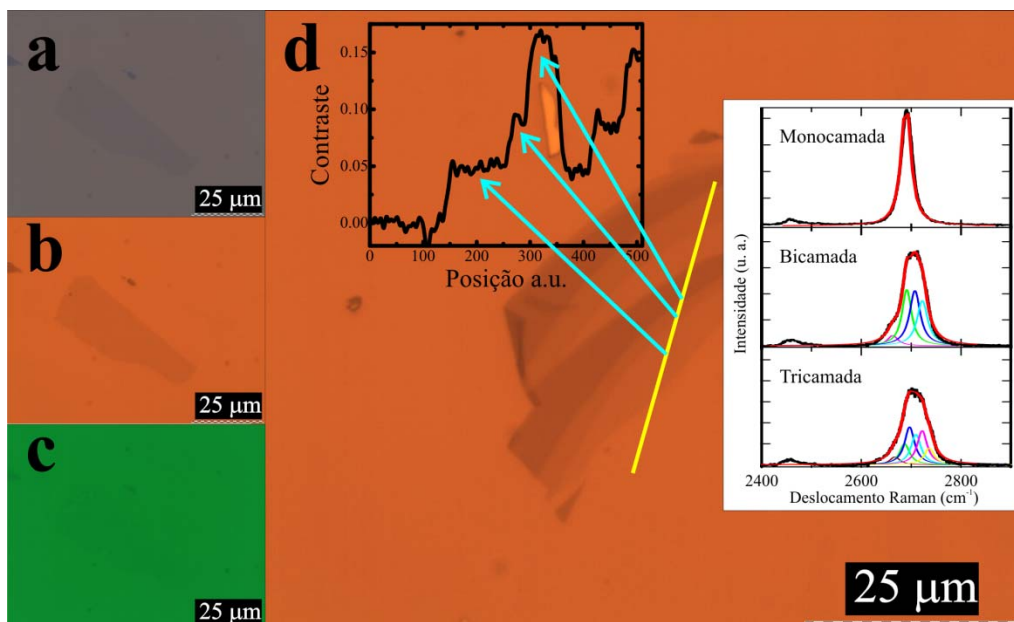 a
25 µm
b
25 µm
c
25 µm
d
Contraste
0.15
0.10
0.05
0.00
0 100 200 300 400 500
Posição a.u.
Monocamada
Bicamada
Tricamada
Intensidade (u. a.)
2400 2600 2800
Deslocamento Raman (cm⁻¹)
25 µm